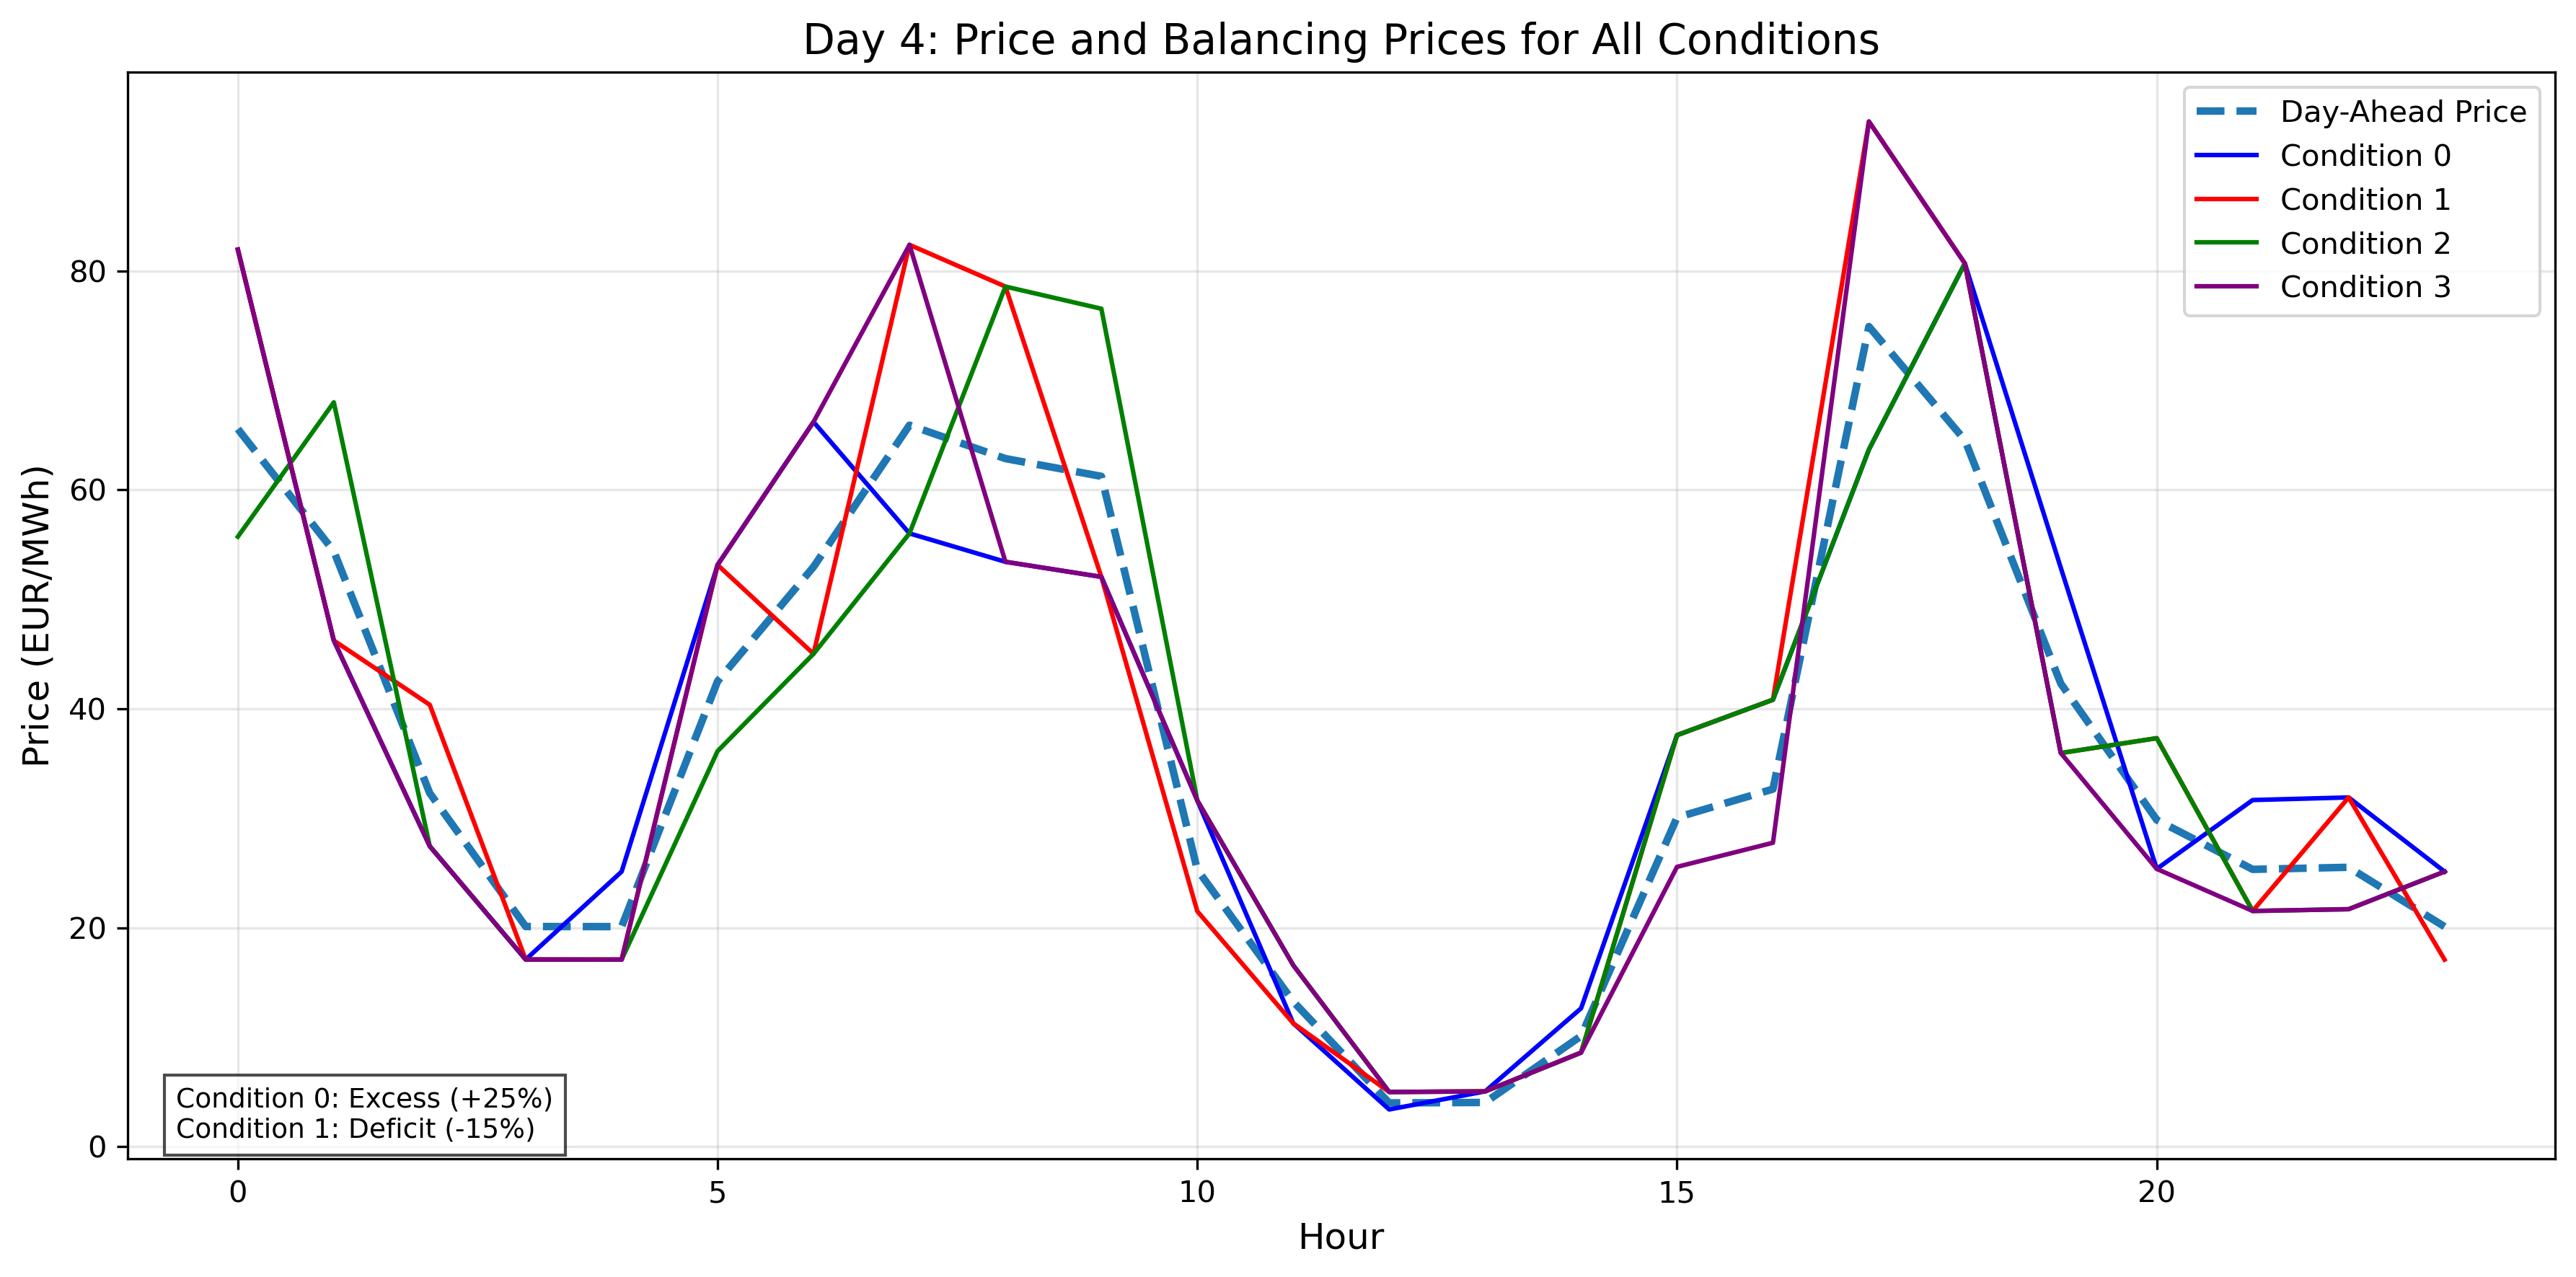 Day 4: Price and Balancing Prices for All Conditions
Price (EUR/MWh)
80
60
40
20
0
Day-Ahead Price
Condition 0
Condition 1
Condition 2
Condition 3
Condition 0: Excess (+25%)
Condition 1: Deficit (-15%)
0 5 10 15 20
Hour